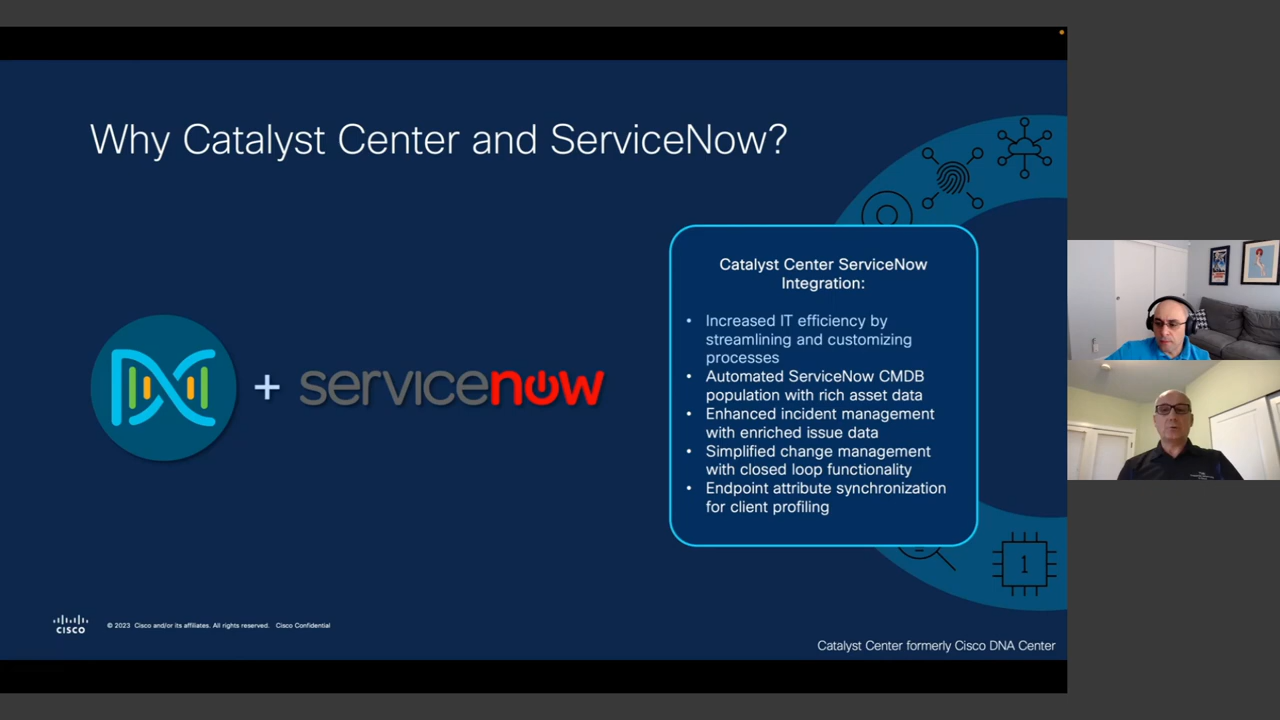 Why Catalyst Center and ServiceNow?
servicenow
Catalyst Center ServiceNow
Integration:
• Increased IT efficiency by
streamlining and customizing
processes
• Automated ServiceNow CMDB
population with rich asset data
• Enhanced incident management
with enriched issue data
• Simplified change management
with closed loop functionality
• Endpoint attribute synchronization
for client profiling
1
CISCO
© 2023 Cisco and/or its affiliates. All rights reserved. Cisco Confidential
Catalyst Center formerly Cisco DNA Center